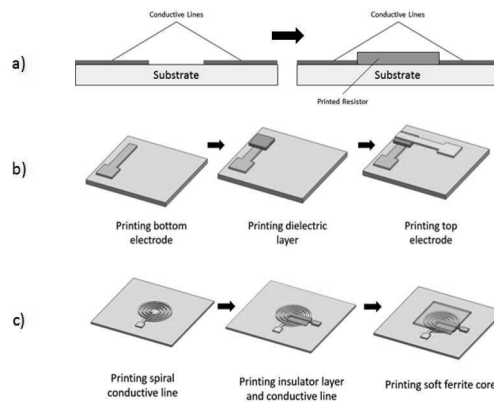 Conductive Lines
Conductive Lines
a)
Substrate
Substrate
Printed Resistor
b)
Printing bottom
electrode
Printing dielectric
layer
Printing top
electrode
c)
Printing spiral
conductive line
Printing insulator layer
and conductive line
Printing soft ferrite core